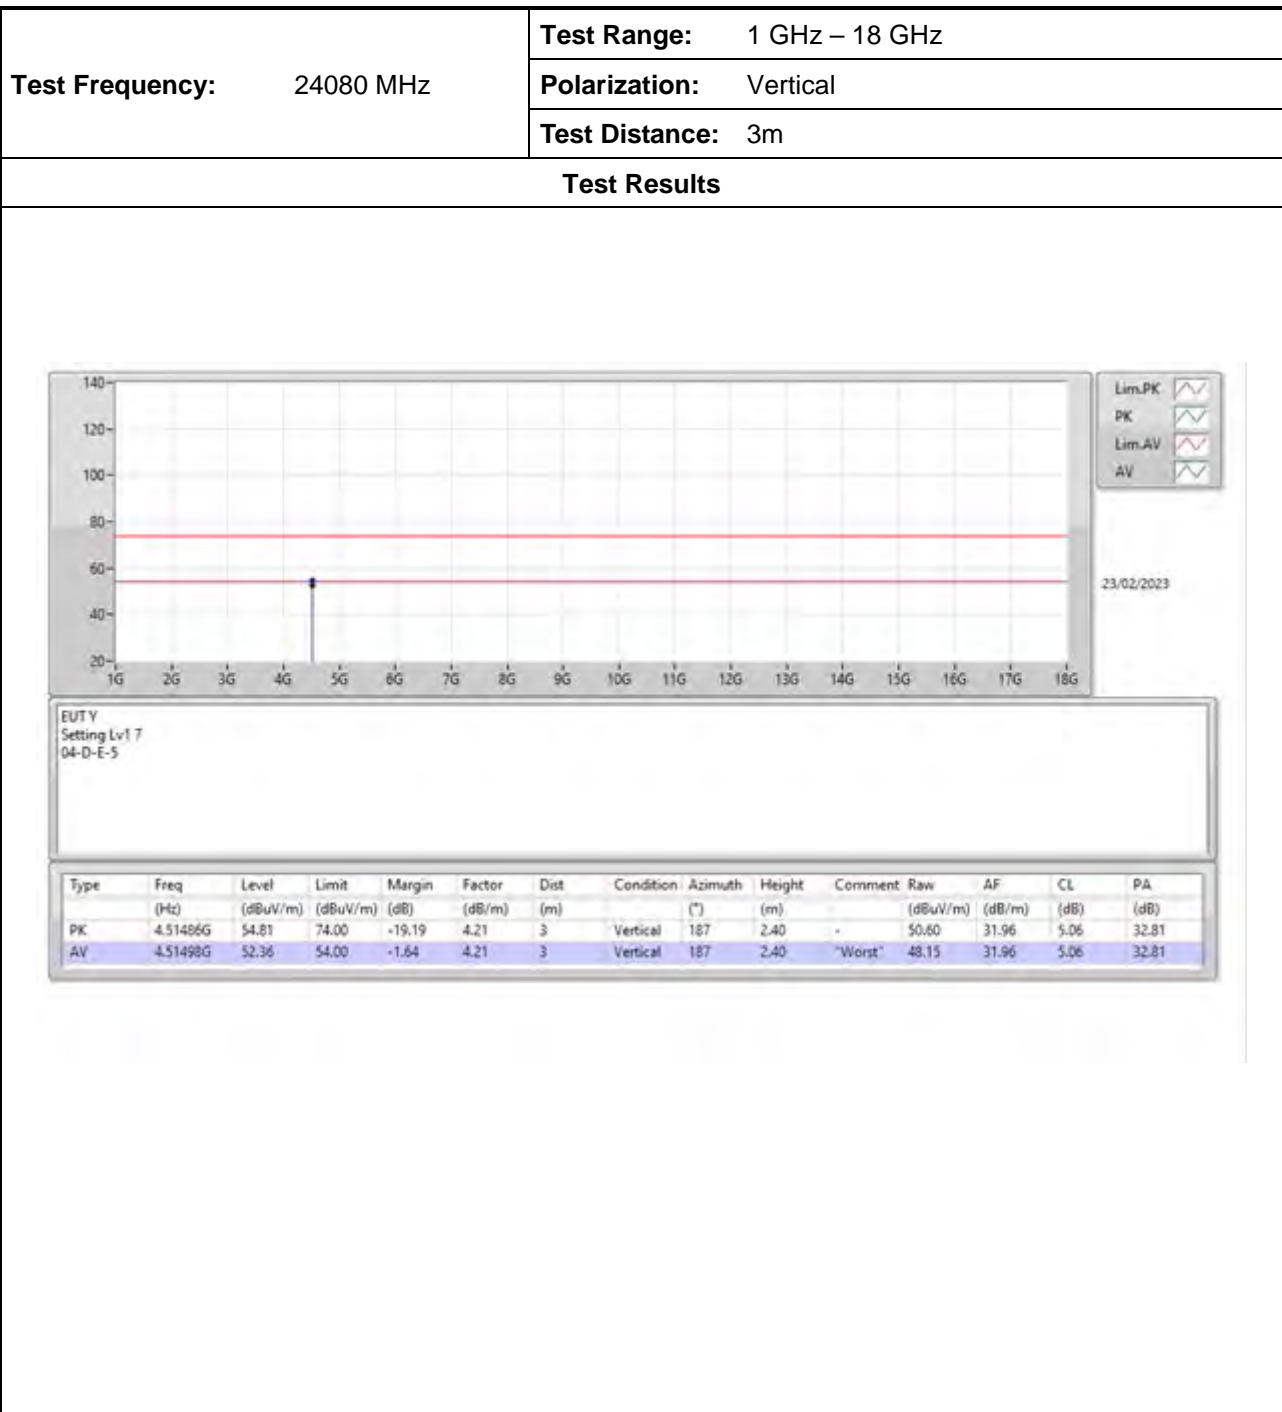 Test Frequency: 24080 MHz
Test Range: 1 GHz – 18 GHz
Polarization: Vertical
Test Distance: 3m
Test Results
140
120
100
80
60
40
20
1G 2G 3G 4G 5G 6G 7G 8G 9G 10G 11G 12G 13G 14G 15G 16G 17G 18G
Lim.PK
PK
Lim.AV
AV
23/02/2023
EUT Y
Setting Lv1 7
04-D-E-5
Type Freq Level Limit Margin Factor Dist Condition Azimuth Height Comment Raw AF CL PA
(Hz) (dBuV/m) (dBuV/m) (dB) (dB/m) (m) (°) (m) (dBuV/m) (dB/m) (dB) (dB)
PK 4.51486G 54.81 74.00 -19.19 4.21 3 Vertical 187 2.40 - 50.60 31.96 5.06 32.81
AV 4.51498G 52.36 54.00 -1.64 4.21 3 Vertical 187 2.40 "Worst" 48.15 31.96 5.06 32.81